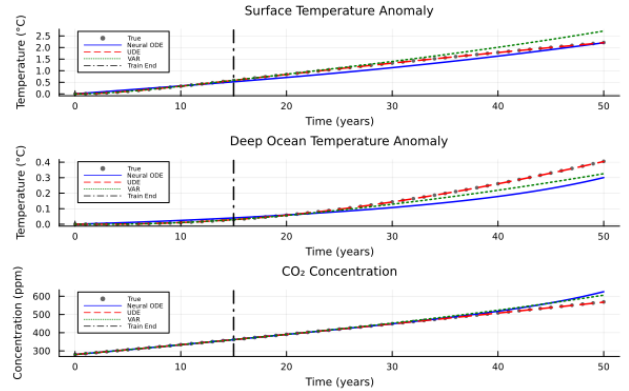 Surface Temperature Anomaly
Temperature (°C)
2.5
2.0
1.5
1.0
0.5
0.0
True
Neural ODE
UDE
VAR
Train End
0
10
20
30
40
50
Time (years)
Deep Ocean Temperature Anomaly
Temperature (°C)
0.4
0.3
0.2
0.1
0.0
True
Neural ODE
UDE
VAR
Train End
0
10
20
30
40
50
Time (years)
CO₂ Concentration
Concentration (ppm)
600
500
400
300
True
Neural ODE
UDE
VAR
Train End
0
10
20
30
40
50
Time (years)